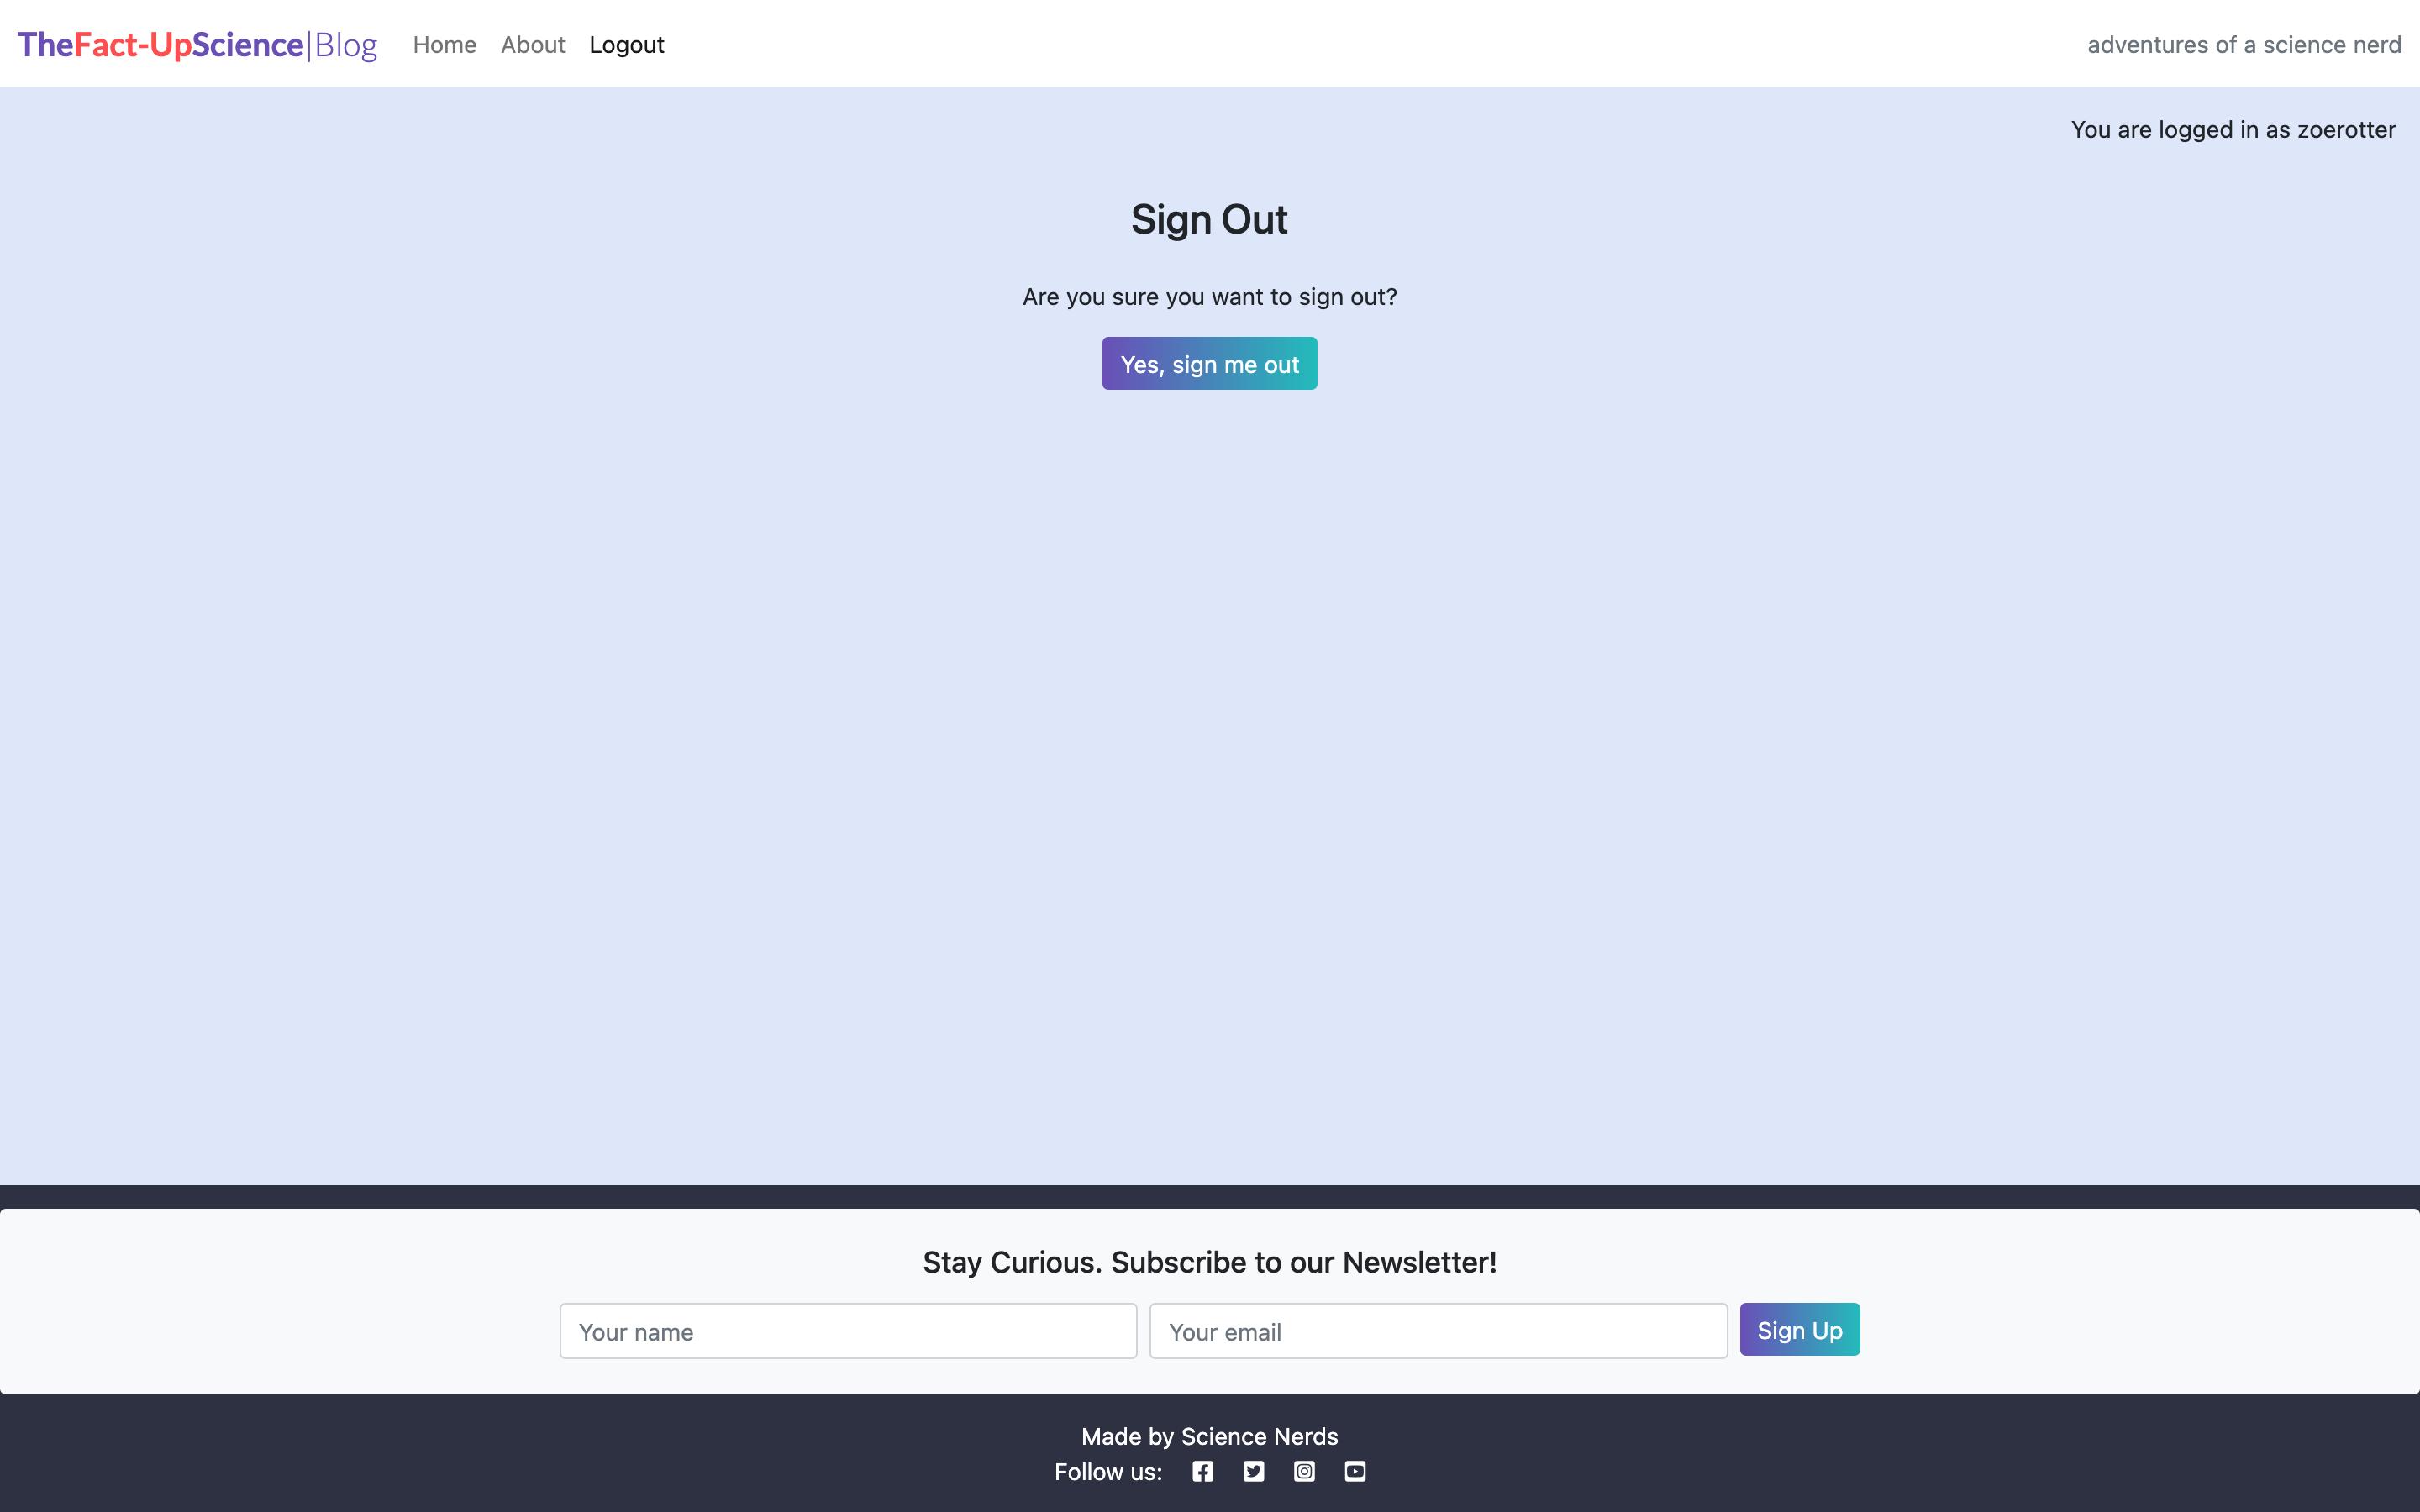 TheFact-UpScience|Blog Home About Logout adventures of a science nerd
You are logged in as zoerotter
Sign Out
Are you sure you want to sign out?
Yes, sign me out
Stay Curious. Subscribe to our Newsletter!
Your name Your email Sign Up
Made by Science Nerds
Follow us: